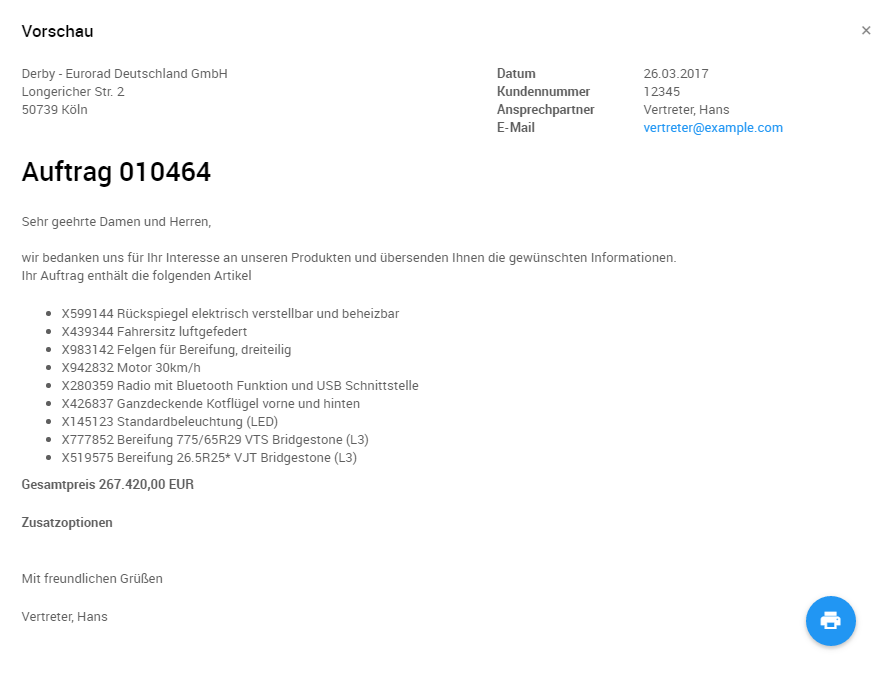 Vorschau
×
Derby - Eurorad Deutschland GmbH
Longericher Str. 2
50739 Köln
Datum 26.03.2017
Kundennummer 12345
Ansprechpartner Vertreter, Hans
E-Mail vertreter@example.com
Auftrag 010464
Sehr geehrte Damen und Herren,
wir bedanken uns für Ihr Interesse an unseren Produkten und übersenden Ihnen die gewünschten Informationen.
Ihr Auftrag enthält die folgenden Artikel
• X599144 Rückspiegel elektrisch verstellbar und beheizbar
• X439344 Fahrersitz luftgefedert
• X983142 Felgen für Bereifung, dreiteilig
• X942832 Motor 30km/h
• X280359 Radio mit Bluetooth Funktion und USB Schnittstelle
• X426837 Ganzdeckende Kotflügel vorne und hinten
• X145123 Standardbeleuchtung (LED)
• X777852 Bereifung 775/65R29 VTS Bridgestone (L3)
• X519575 Bereifung 26.5R25* VJT Bridgestone (L3)
Gesamtpreis 267.420,00 EUR
Zusatzoptionen
Mit freundlichen Grüßen
Vertreter, Hans